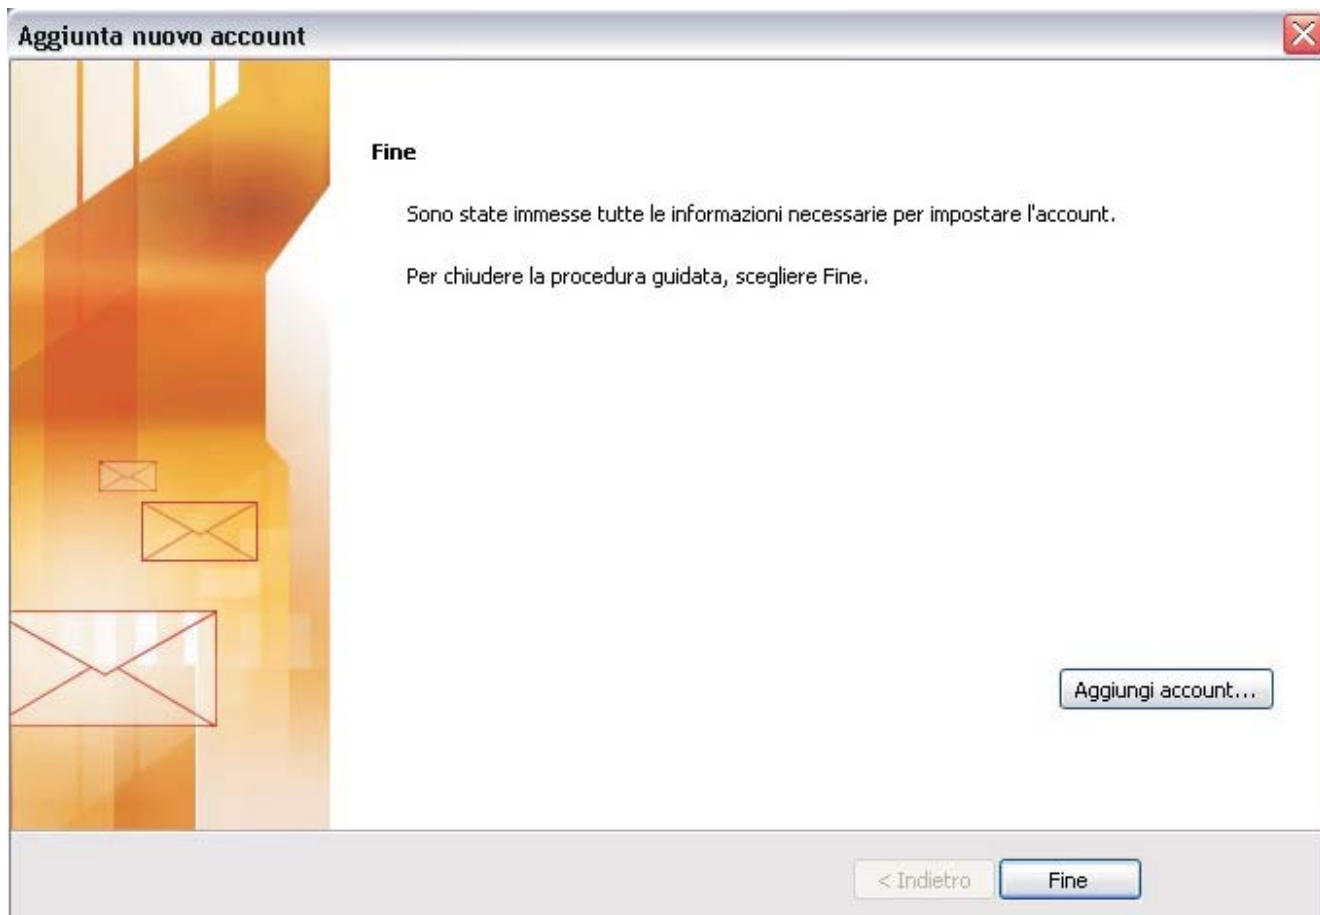 Aggiunta nuovo account
Fine
Sono state immesse tutte le informazioni necessarie per impostare l'account.
Per chiudere la procedura guidata, scegliere Fine.
Aggiungi account...
< Indietro
Fine